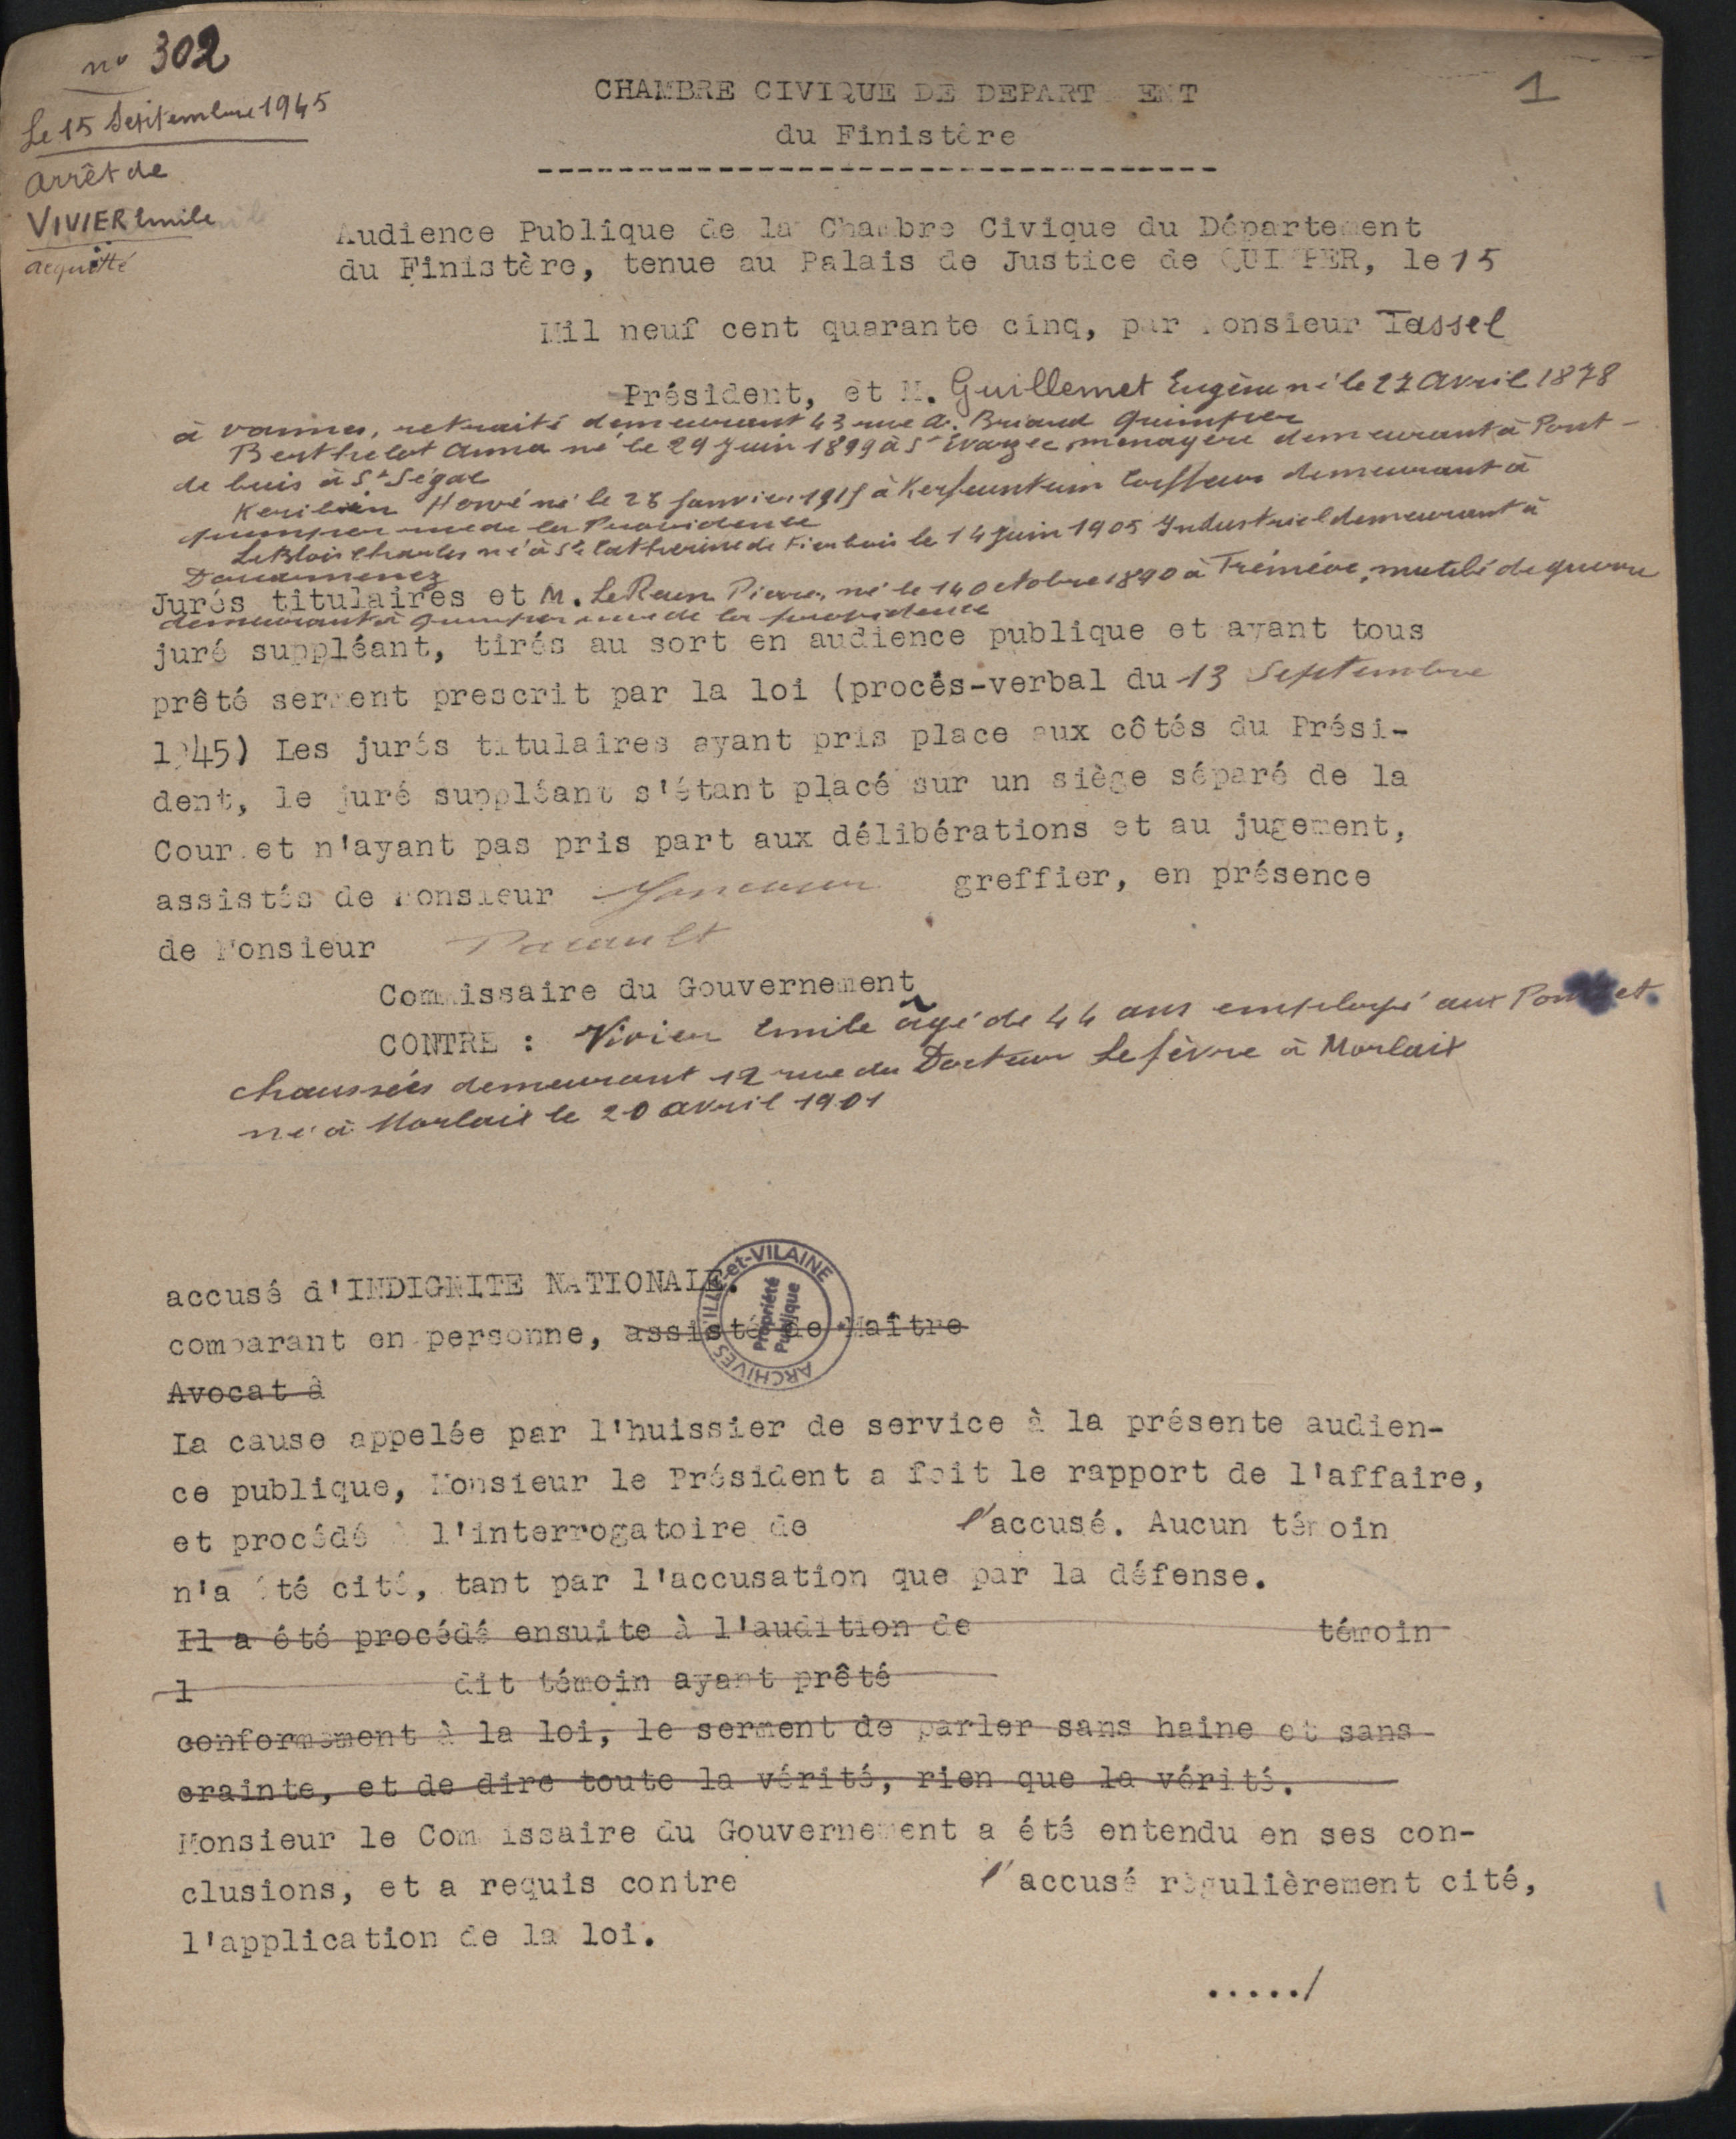 n° 302
Le 15 Septembre 1945
Arrêt de
VIVIER Emile
acquitté
1
CHAMBRE CIVIQUE DE DEPART ENT
du Finistère
Audience Publique de la Chambre Civique du Département
du Finistère, tenue au Palais de Justice de QUIMPER, le 15
Mil neuf cent quarante cinq, par Monsieur Tassel
Président, et M. Guillemet Eugène né le 27 avril 1878
à vannes, retraité demeurant 43 rue A. Briand Quimper
Berthelot Anna né le 29 Juin 1899 à St Evarzec, ménagère demeurant à Pont-
de buis à St Ségal
Hervé né le 28 Janvier à Kerfeunteun Coiffeur demeurant à
Quimper rue de la Providence
Le Blois Charles né à Ste Catherine de Fierbois le 14 Juin 1905 Industriel demeurant à
Douarnenez
Jurés titulaires et M. Le Pierre, né le 14 octobre 1890 à Tréméoc, mutilé de guerre
demeurant à Quimper rue de la providence
juré suppléant, tirés au sort en audience publique et ayant tous
prêté serment prescrit par la loi (procès-verbal du 13 Septembre
1945) Les jurés titulaires ayant pris place aux côtés du Prési-
dent, le juré suppléant s'étant placé sur un siège séparé de la
Cour et n'ayant pas pris part aux délibérations et au jugement,
assistés de Monsieur greffier, en présence
de Monsieur
Commissaire du Gouvernement
CONTRE : Vivier Emile âgé de 44 ans employé aux Ponts et
chaussées demeurant 12 rue du Docteur Lefèvre à Morlaix
né à Morlaix le 20 avril 1901
accusé d'INDIGNITE NATIONALE.
comparant en personne, assisté de Maître
ARCHIVES D'ILLE-et-VILAINE
Propriété
Publique
Avocat à
La cause appelée par l'huissier de service à la présente audien-
ce publique, Monsieur le Président a fait le rapport de l'affaire,
et procédé à l'interrogatoire de l'accusé. Aucun témoin
n'a été cité, tant par l'accusation que par la défense.
Il a été procédé ensuite à l'audition de témoin
l dit témoin ayant prêté
conformément à la loi, le serment de parler sans haine et sans
crainte, et de dire toute la vérité, rien que la vérité.
Monsieur le Commissaire du Gouvernement a été entendu en ses con-
clusions, et a requis contre l'accusé régulièrement cité,
l'application de la loi.
...../